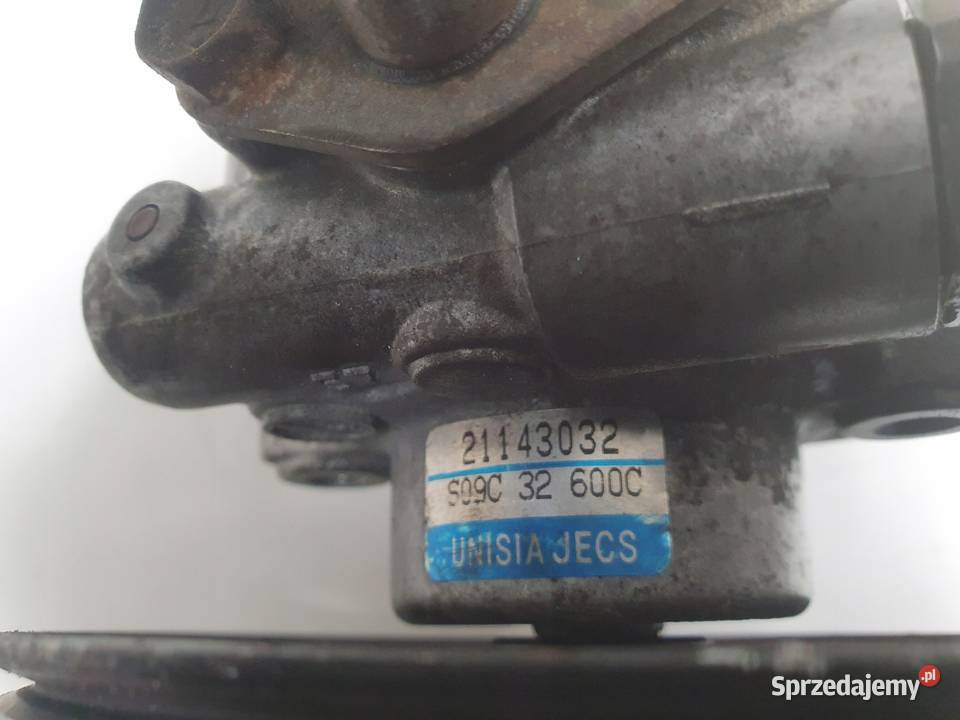 21143032
S09C 32 600C
UNISIA JECS
Sprzedajemy.pl